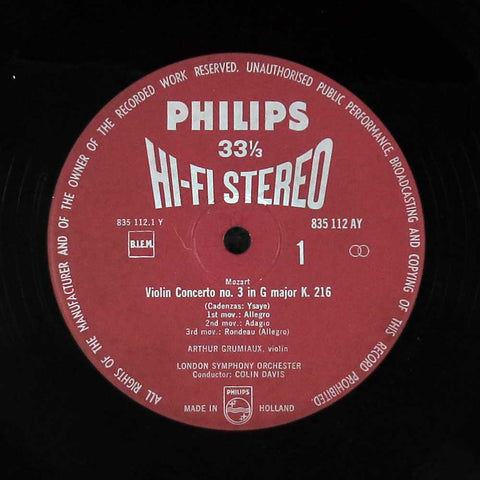 ALL RIGHTS OF THE MANUFACTURER AND OF THE OWNER OF THE RECORDED WORK RESERVED. UNAUTHORISED PUBLIC PERFORMANCE, BROADCASTING AND COPYING OF THIS RECORD PROHIBITED.
PHILIPS
33⅓
HI-FI STEREO
835 112.1 Y 835 112 AY
B.I.E.M. 1
Mozart
Violin Concerto no. 3 in G major K. 216
(Cadenzas: Ysaye)
1st mov.: Allegro
2nd mov.: Adagio
3rd mov.: Rondeau (Allegro)
ARTHUR GRUMIAUX, violin
LONDON SYMPHONY ORCHESTER
Conductor: COLIN DAVIS
PHILIPS
MADE IN HOLLAND